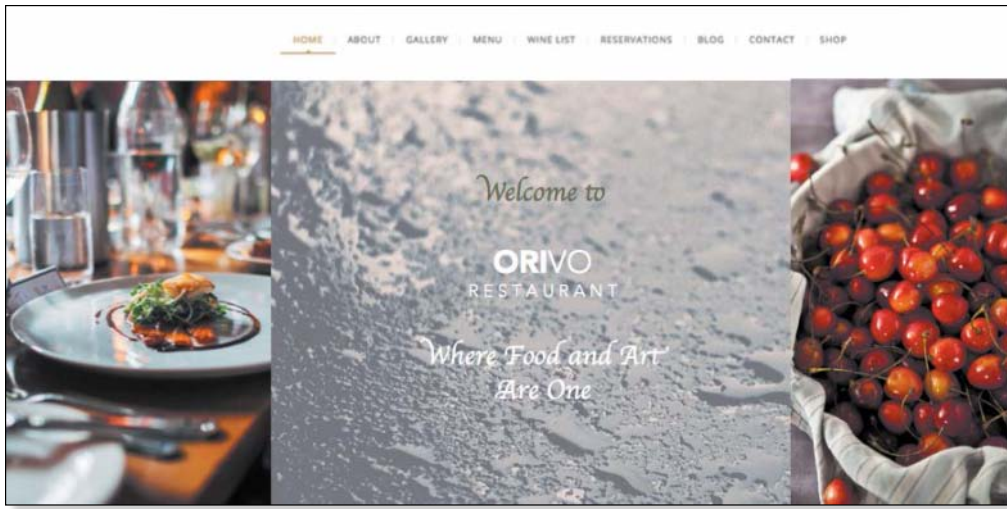 HOME ABOUT GALLERY MENU WINE LIST RESERVATIONS BLOG CONTACT SHOP
Welcome to
ORIVO
RESTAURANT
Where Food and Art
Are One